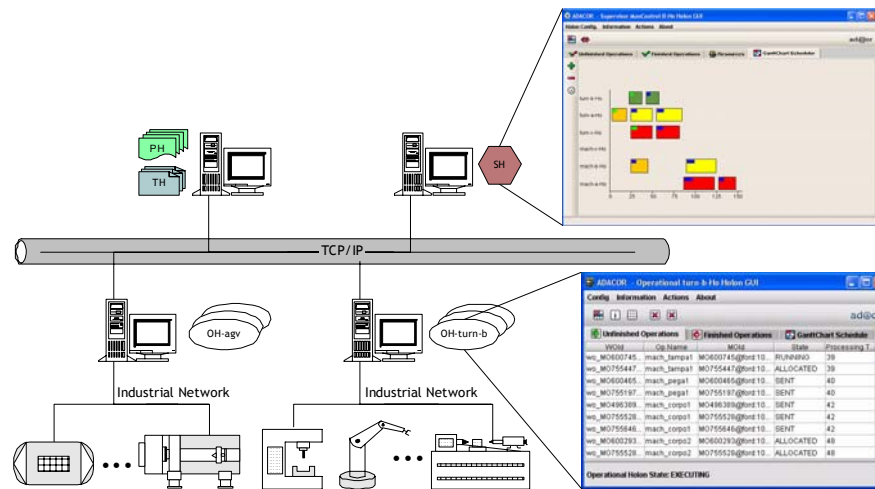 ADACOR - Supervisor
Holon GUI
Holon Config. Information Actions About
Unfinished Operations Finished Operations Resources GanttChart Scheduler
turn-b-Ho
turn-a-Ho
turn-c-Ho
mach-c-Ho
mach-b-Ho
mach-a-Ho
0 25 50 75 100 125 150
PH
TH
SH
TCP/IP
OH-agv
OH-turn-b
Industrial Network
Industrial Network
ADACOR - Operational turn-b-Ho Holon GUI
Config Information Actions About
Unfinished Operations Finished Operations GanttChart Schedule
WOId Op.Name MOId State Processing T...
wo_MO600745... mach_tampa1 MO600745@ford:10... RUNNING 39
wo_MO755447... mach_tampa1 MO755447@ford:10... ALLOCATED 39
wo_MO600465... mach_pega1 MO600465@ford:10... SENT 40
wo_MO755197... mach_pega1 MO755197@ford:10... SENT 40
wo_MO496389... mach_corpo1 MO496389@ford:10... SENT 42
wo_MO755528... mach_corpo1 MO755528@ford:10... SENT 42
wo_MO755646... mach_corpo1 MO755646@ford:10... SENT 42
wo_MO600293... mach_corpo2 MO600293@ford:10... ALLOCATED 48
wo_MO755528... mach_corpo2 MO755528@ford:10... ALLOCATED 48
Operational Holon State: EXECUTING